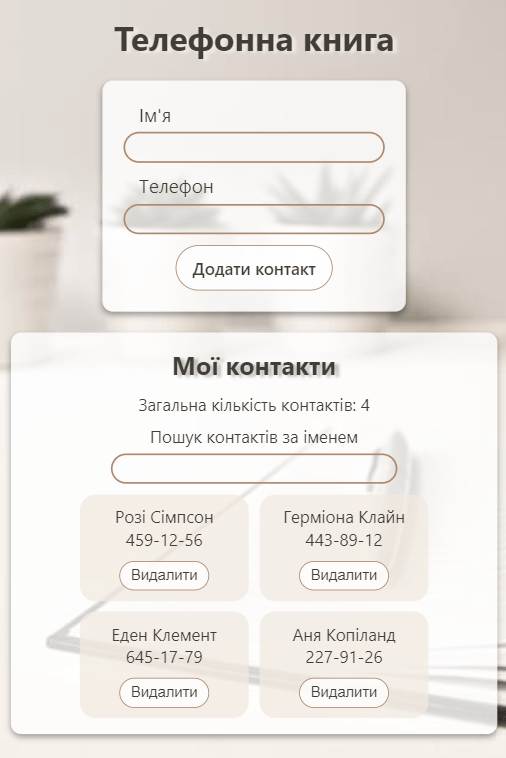 Телефонна книга
Ім'я
Телефон
Додати контакт
Мої контакти
Загальна кількість контактів: 4
Пошук контактів за іменем
Розі Сімпсон
459-12-56
Видалити
Герміона Клайн
443-89-12
Видалити
Еден Клемент
645-17-79
Видалити
Аня Копіланд
227-91-26
Видалити